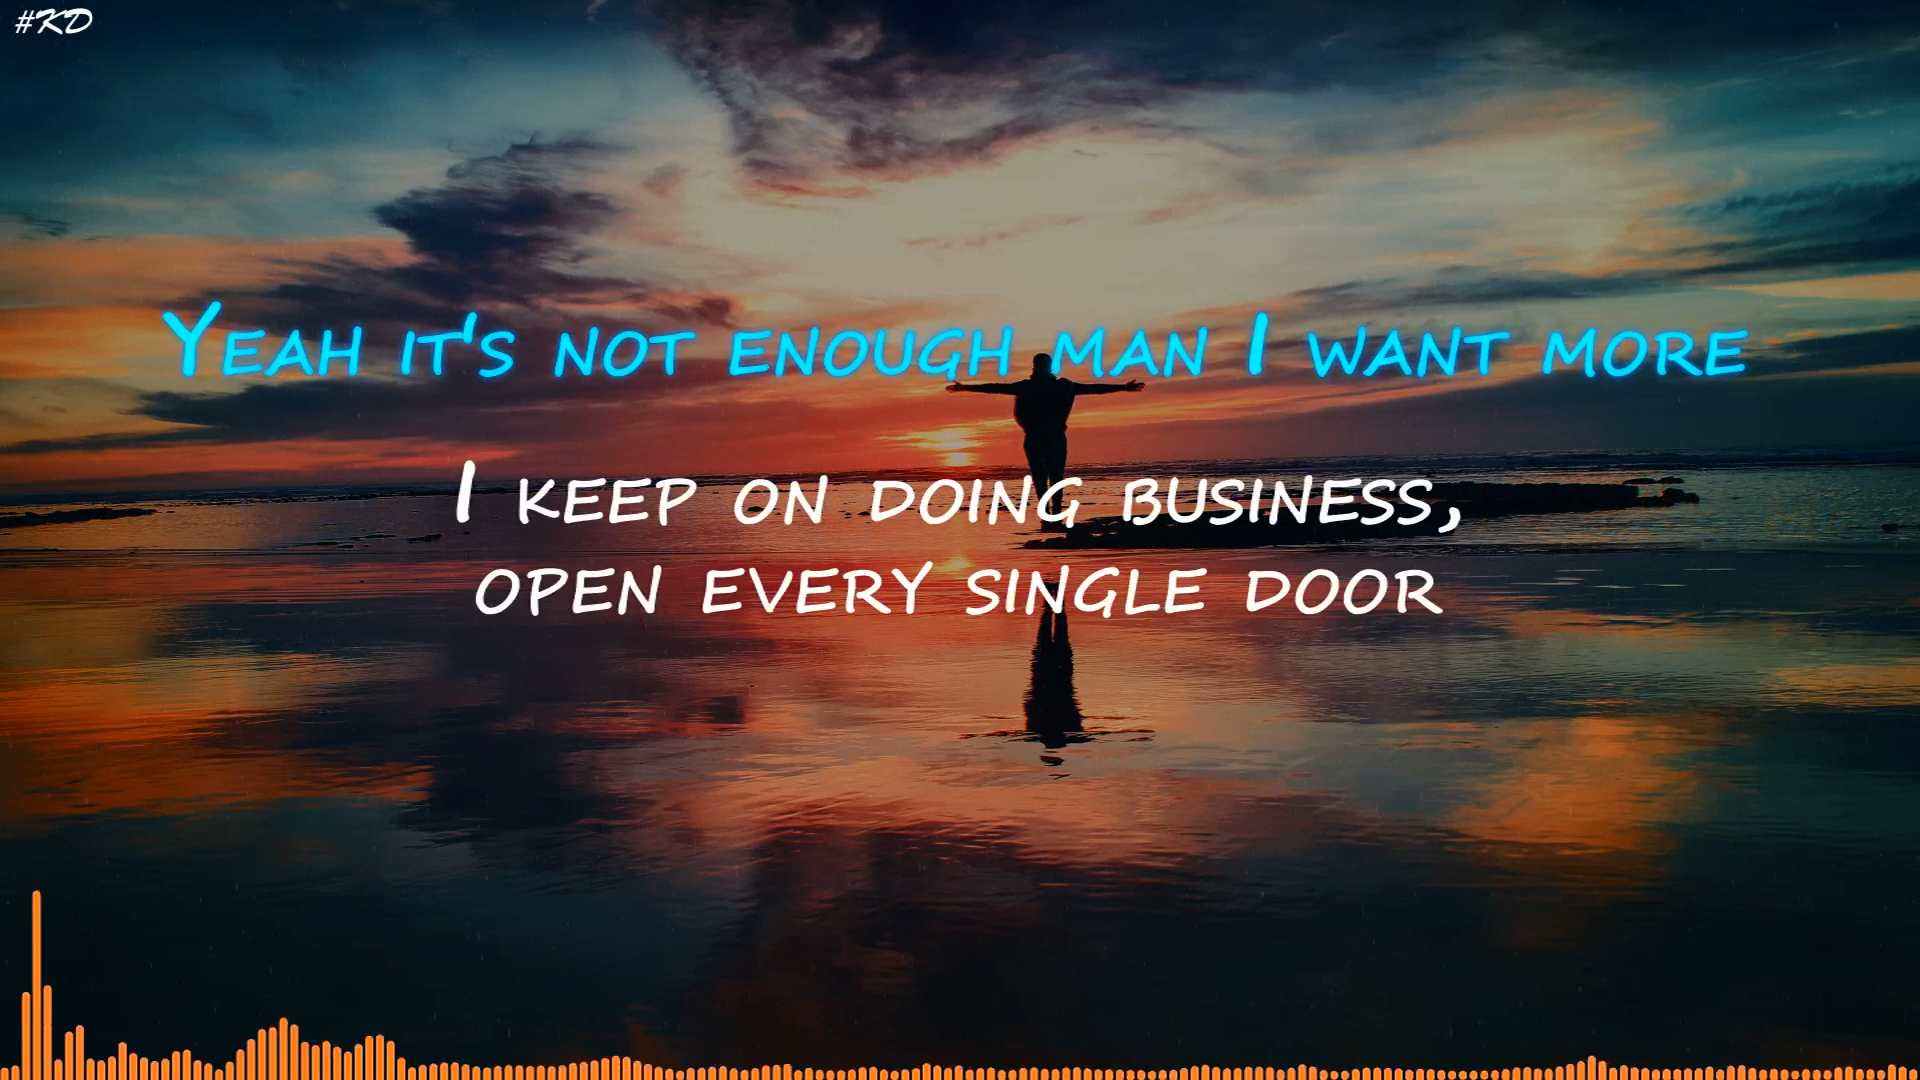 #KD
Yeah it's not enough man I want more
I keep on doing business,
open every single door